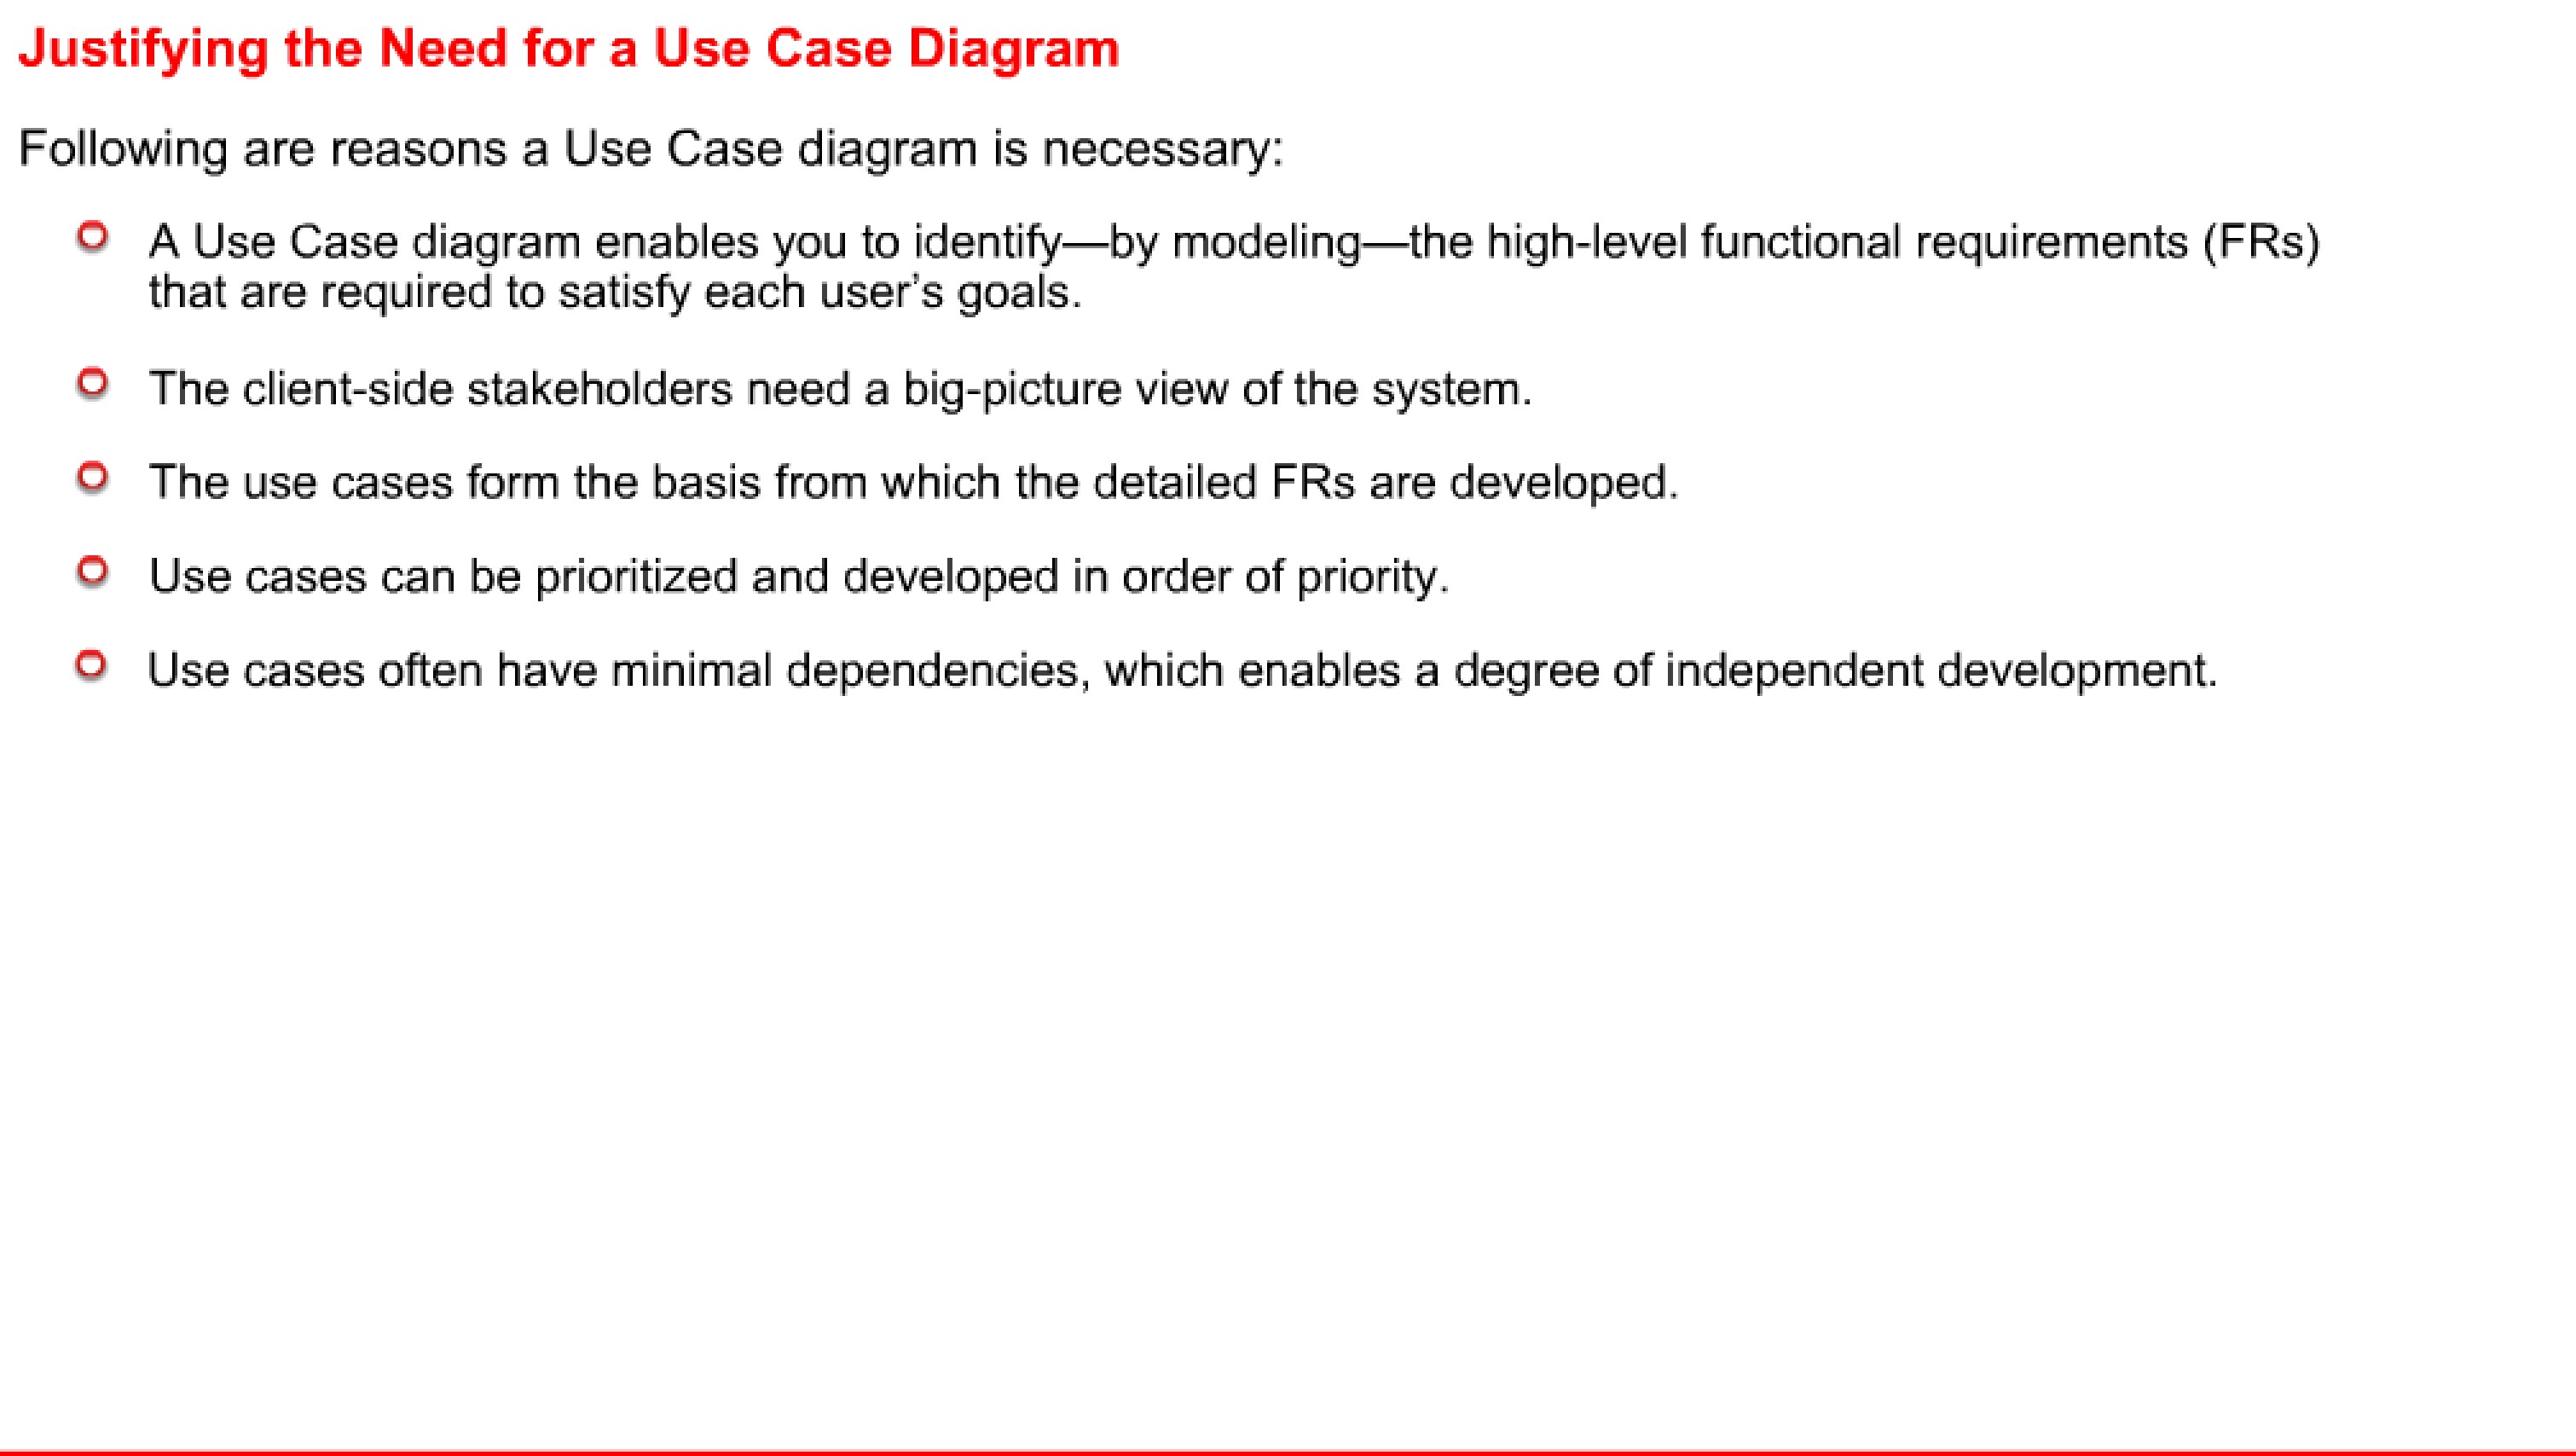 Justifying the Need for a Use Case Diagram
Following are reasons a Use Case diagram is necessary:
A Use Case diagram enables you to identify—by modeling—the high-level functional requirements (FRs)
that are required to satisfy each user’s goals.
The client-side stakeholders need a big-picture view of the system.
The use cases form the basis from which the detailed FRs are developed.
Use cases can be prioritized and developed in order of priority.
Use cases often have minimal dependencies, which enables a degree of independent development.